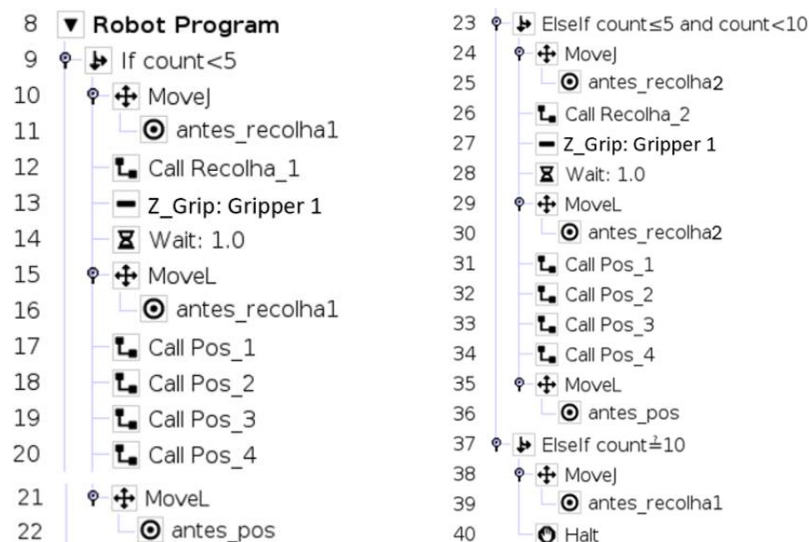 8 Robot Program
9 If count<5
10 MoveJ
11 antes_recolha1
12 Call Recolha_1
13 Z_Grip: Gripper 1
14 Wait: 1.0
15 MoveL
16 antes_recolha1
17 Call Pos_1
18 Call Pos_2
19 Call Pos_3
20 Call Pos_4
21 MoveL
22 antes_pos
23 ElseIf count≤5 and count<10
24 MoveJ
25 antes_recolha2
26 Call Recolha_2
27 Z_Grip: Gripper 1
28 Wait: 1.0
29 MoveL
30 antes_recolha2
31 Call Pos_1
32 Call Pos_2
33 Call Pos_3
34 Call Pos_4
35 MoveL
36 antes_pos
37 ElseIf count≟10
38 MoveJ
39 antes_recolha1
40 Halt